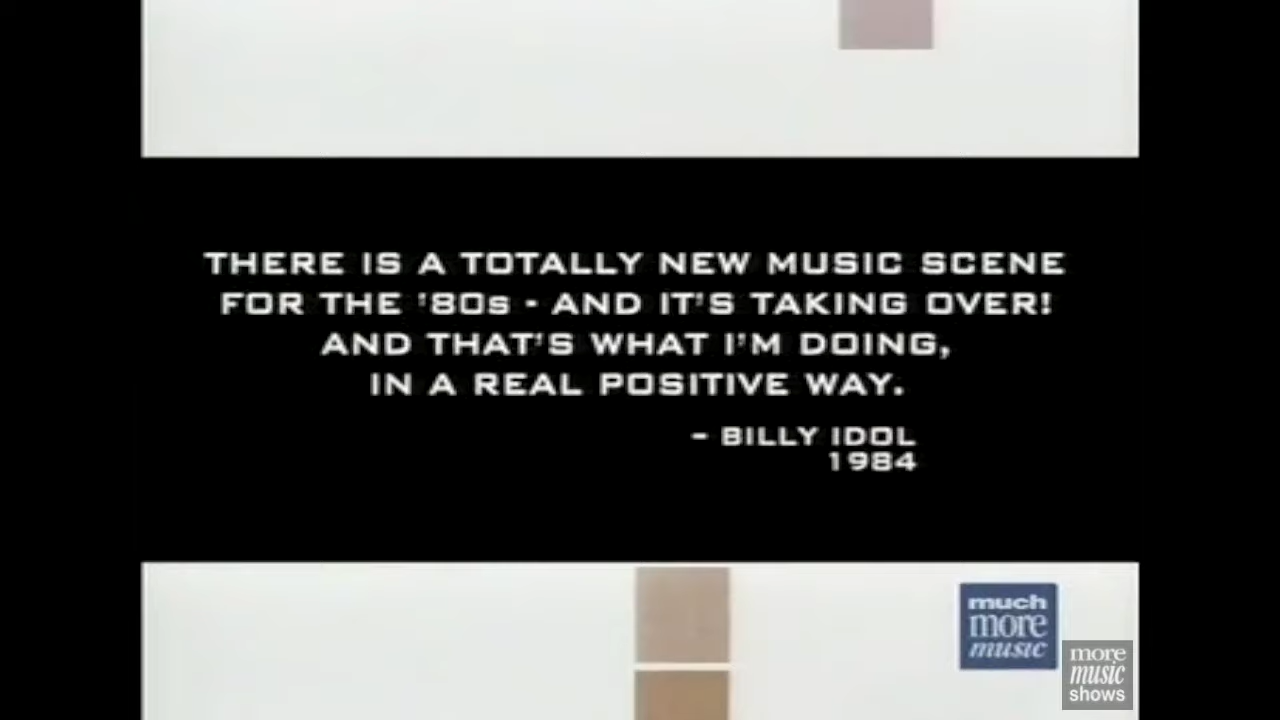 THERE IS A TOTALLY NEW MUSIC SCENE
FOR THE '80s - AND IT'S TAKING OVER!
AND THAT'S WHAT I'M DOING,
IN A REAL POSITIVE WAY.
- BILLY IDOL
1984
much
more
music
more
music
shows